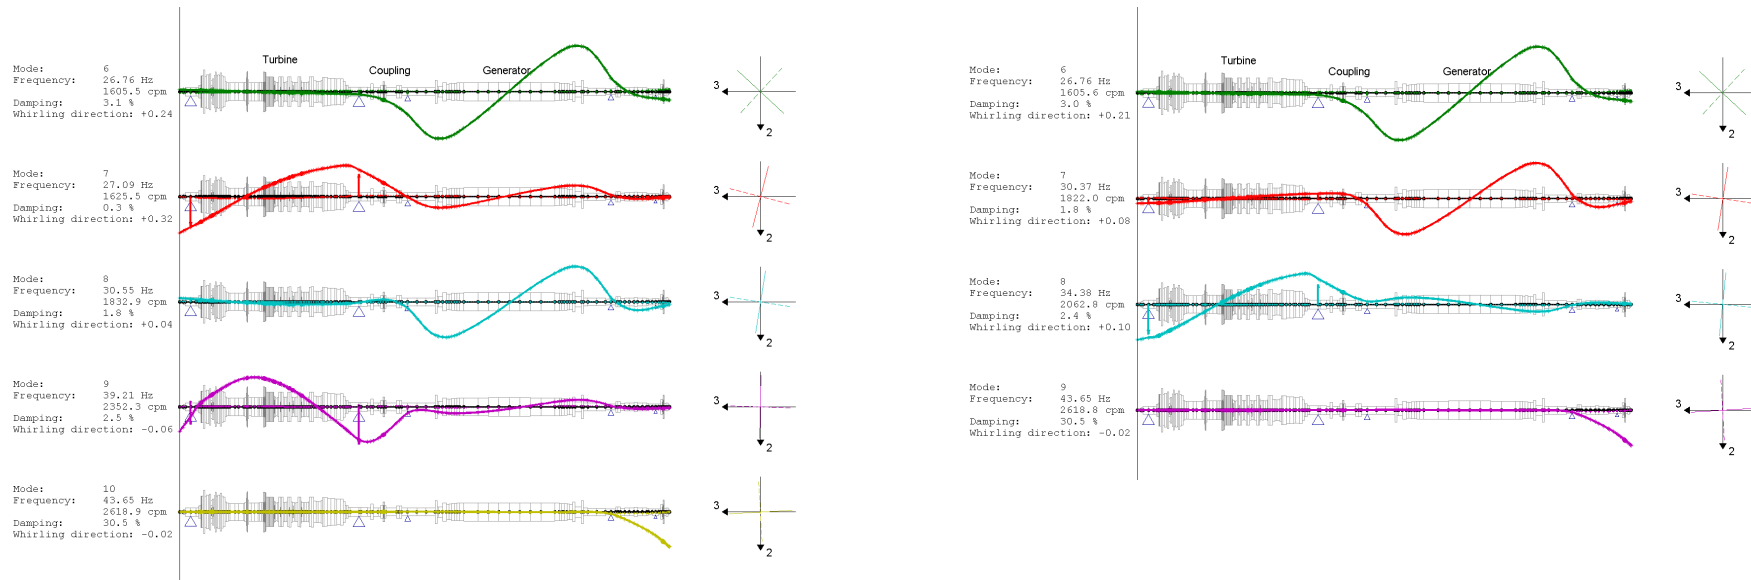 Turbine
Coupling
Generator
Mode: 6
Frequency: 26.76 Hz
1605.5 cpm
Damping: 3.1 %
Whirling direction: +0.24
3
2
Mode: 7
Frequency: 27.09 Hz
1625.5 cpm
Damping: 0.3 %
Whirling direction: +0.32
3
2
Mode: 8
Frequency: 30.55 Hz
1832.9 cpm
Damping: 1.8 %
Whirling direction: +0.04
3
2
Mode: 9
Frequency: 39.21 Hz
2352.3 cpm
Damping: 2.5 %
Whirling direction: -0.06
3
2
Mode: 10
Frequency: 43.65 Hz
2618.9 cpm
Damping: 30.5 %
Whirling direction: -0.02
3
2
Turbine
Coupling
Generator
Mode: 6
Frequency: 26.76 Hz
1605.6 cpm
Damping: 3.0 %
Whirling direction: +0.21
3
2
Mode: 7
Frequency: 30.37 Hz
1822.0 cpm
Damping: 1.8 %
Whirling direction: +0.08
3
2
Mode: 8
Frequency: 34.38 Hz
2062.8 cpm
Damping: 2.4 %
Whirling direction: +0.10
3
2
Mode: 9
Frequency: 43.65 Hz
2618.8 cpm
Damping: 30.5 %
Whirling direction: -0.02
3
2